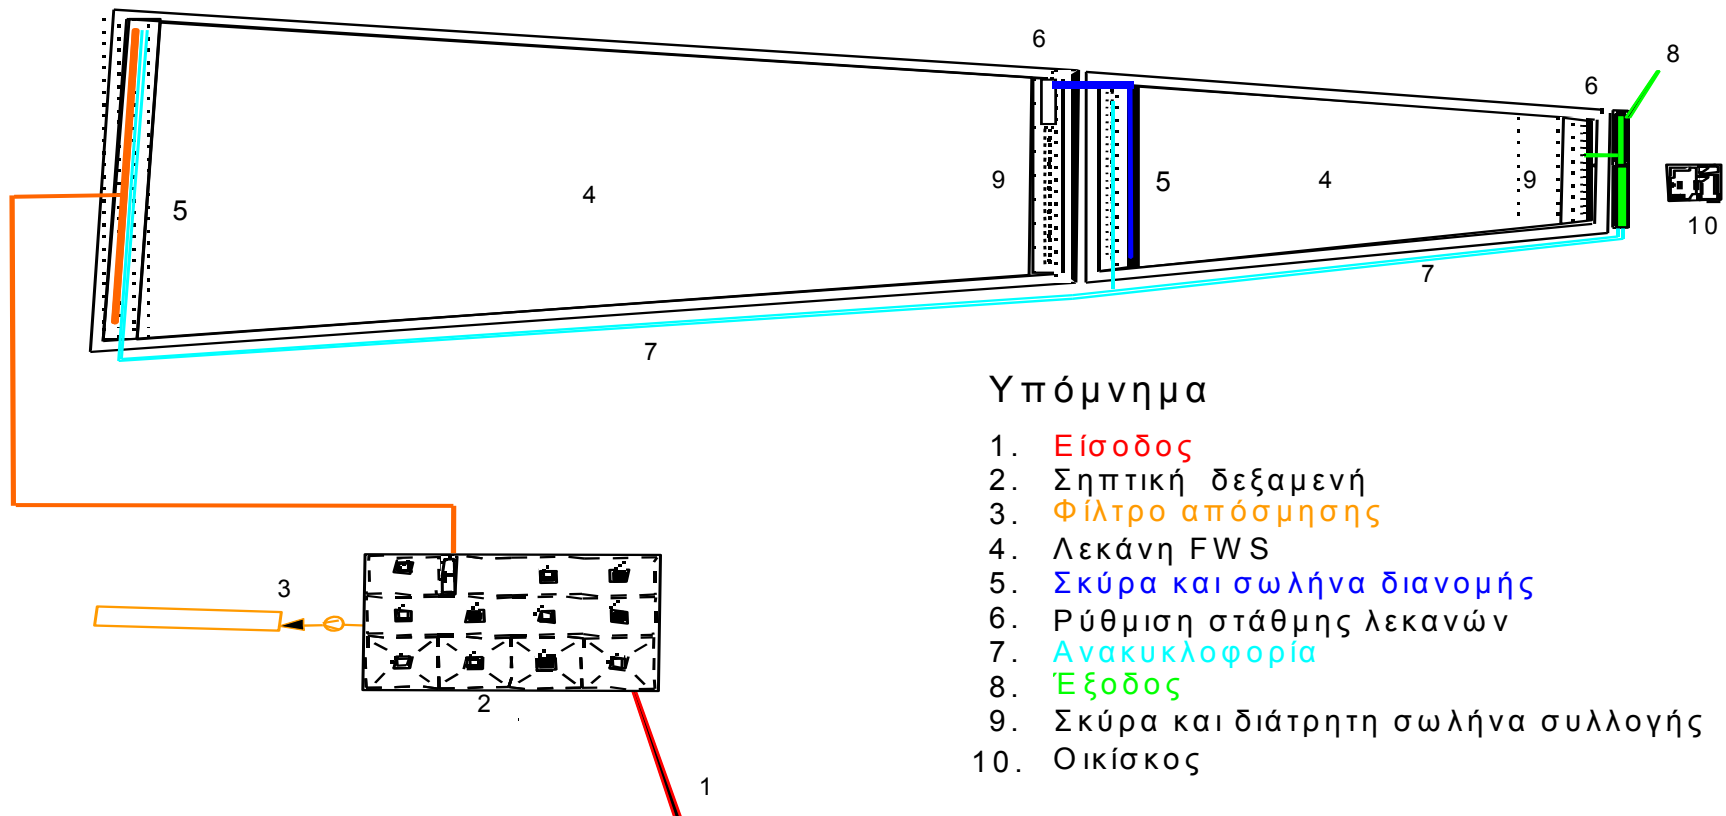 6
8
6
9
5
4
9
5
4
10
7
7
Υπόμνημα
1. Είσοδος
2. Σηπτική δεξαμενή
3. Φίλτρο απόσμησης
4. Λεκάνη FWS
5. Σκύρα και σωλήνα διανομής
6. Ρύθμιση στάθμης λεκανών
7. Ανακυκλοφορία
8. Έξοδος
9. Σκύρα και διάτρητη σωλήνα συλλογής
10. Οικίσκος
3
2
1